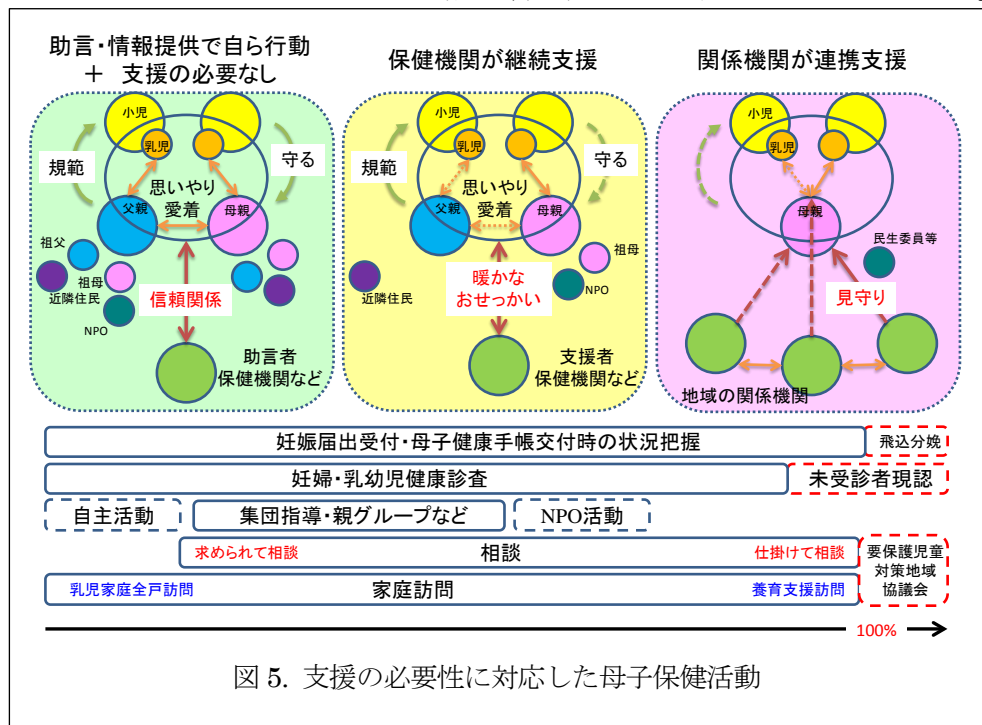 助言・情報提供で自ら行動
＋ 支援の必要なし
小児
乳児
規範
守る
思いやり
愛着
父親
母親
祖父
祖母
近隣住民
NPO
信頼関係
助言者
保健機関など
保健機関が継続支援
小児
乳児
規範
守る
思いやり
愛着
父親
母親
祖母
近隣住民
NPO
暖かな
おせっかい
支援者
保健機関など
関係機関が連携支援
小児
乳児
母親
民生委員等
見守り
地域の関係機関
妊娠届出受付・母子健康手帳交付時の状況把握
飛込分娩
妊婦・乳幼児健康診査
未受診者現認
自主活動
集団指導・親グループなど
NPO活動
求められて相談
相談
仕掛けて相談
要保護児童
対策地域
協議会
乳児家庭全戸訪問
家庭訪問
養育支援訪問
100%
図 5. 支援の必要性に対応した母子保健活動